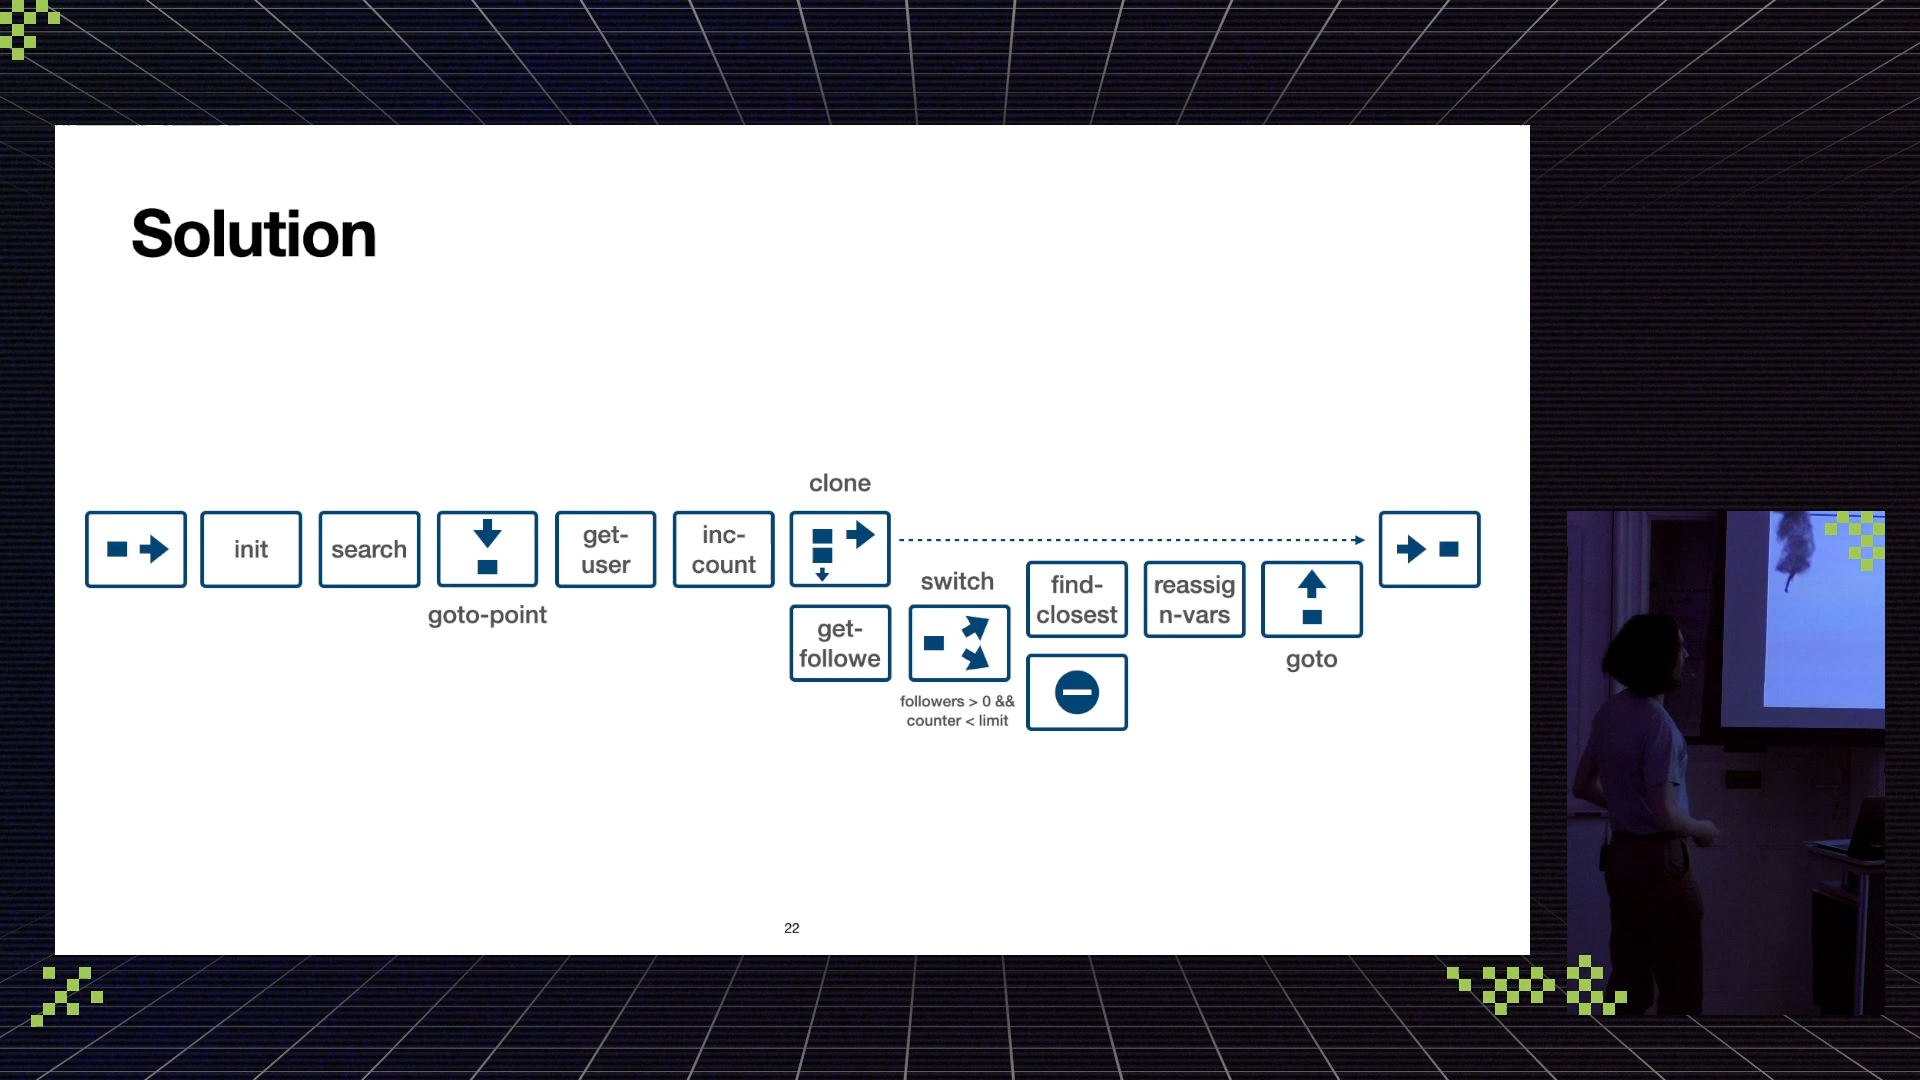 Solution
clone
init
search
goto-point
get-
user
inc-
count
get-
followe
switch
followers > 0 &&
counter < limit
find-
closest
reassig
n-vars
goto
22